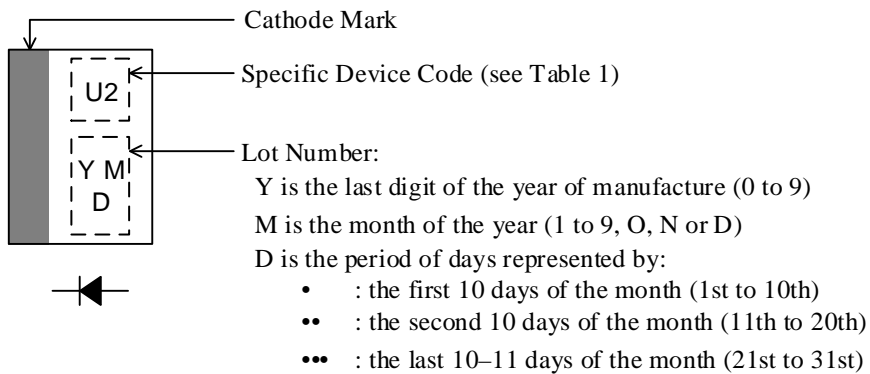 Cathode Mark
Specific Device Code (see Table 1)
U2
Lot Number:
Y M
D
Y is the last digit of the year of manufacture (0 to 9)
M is the month of the year (1 to 9, O, N or D)
D is the period of days represented by:
• : the first 10 days of the month (1st to 10th)
•• : the second 10 days of the month (11th to 20th)
••• : the last 10–11 days of the month (21st to 31st)